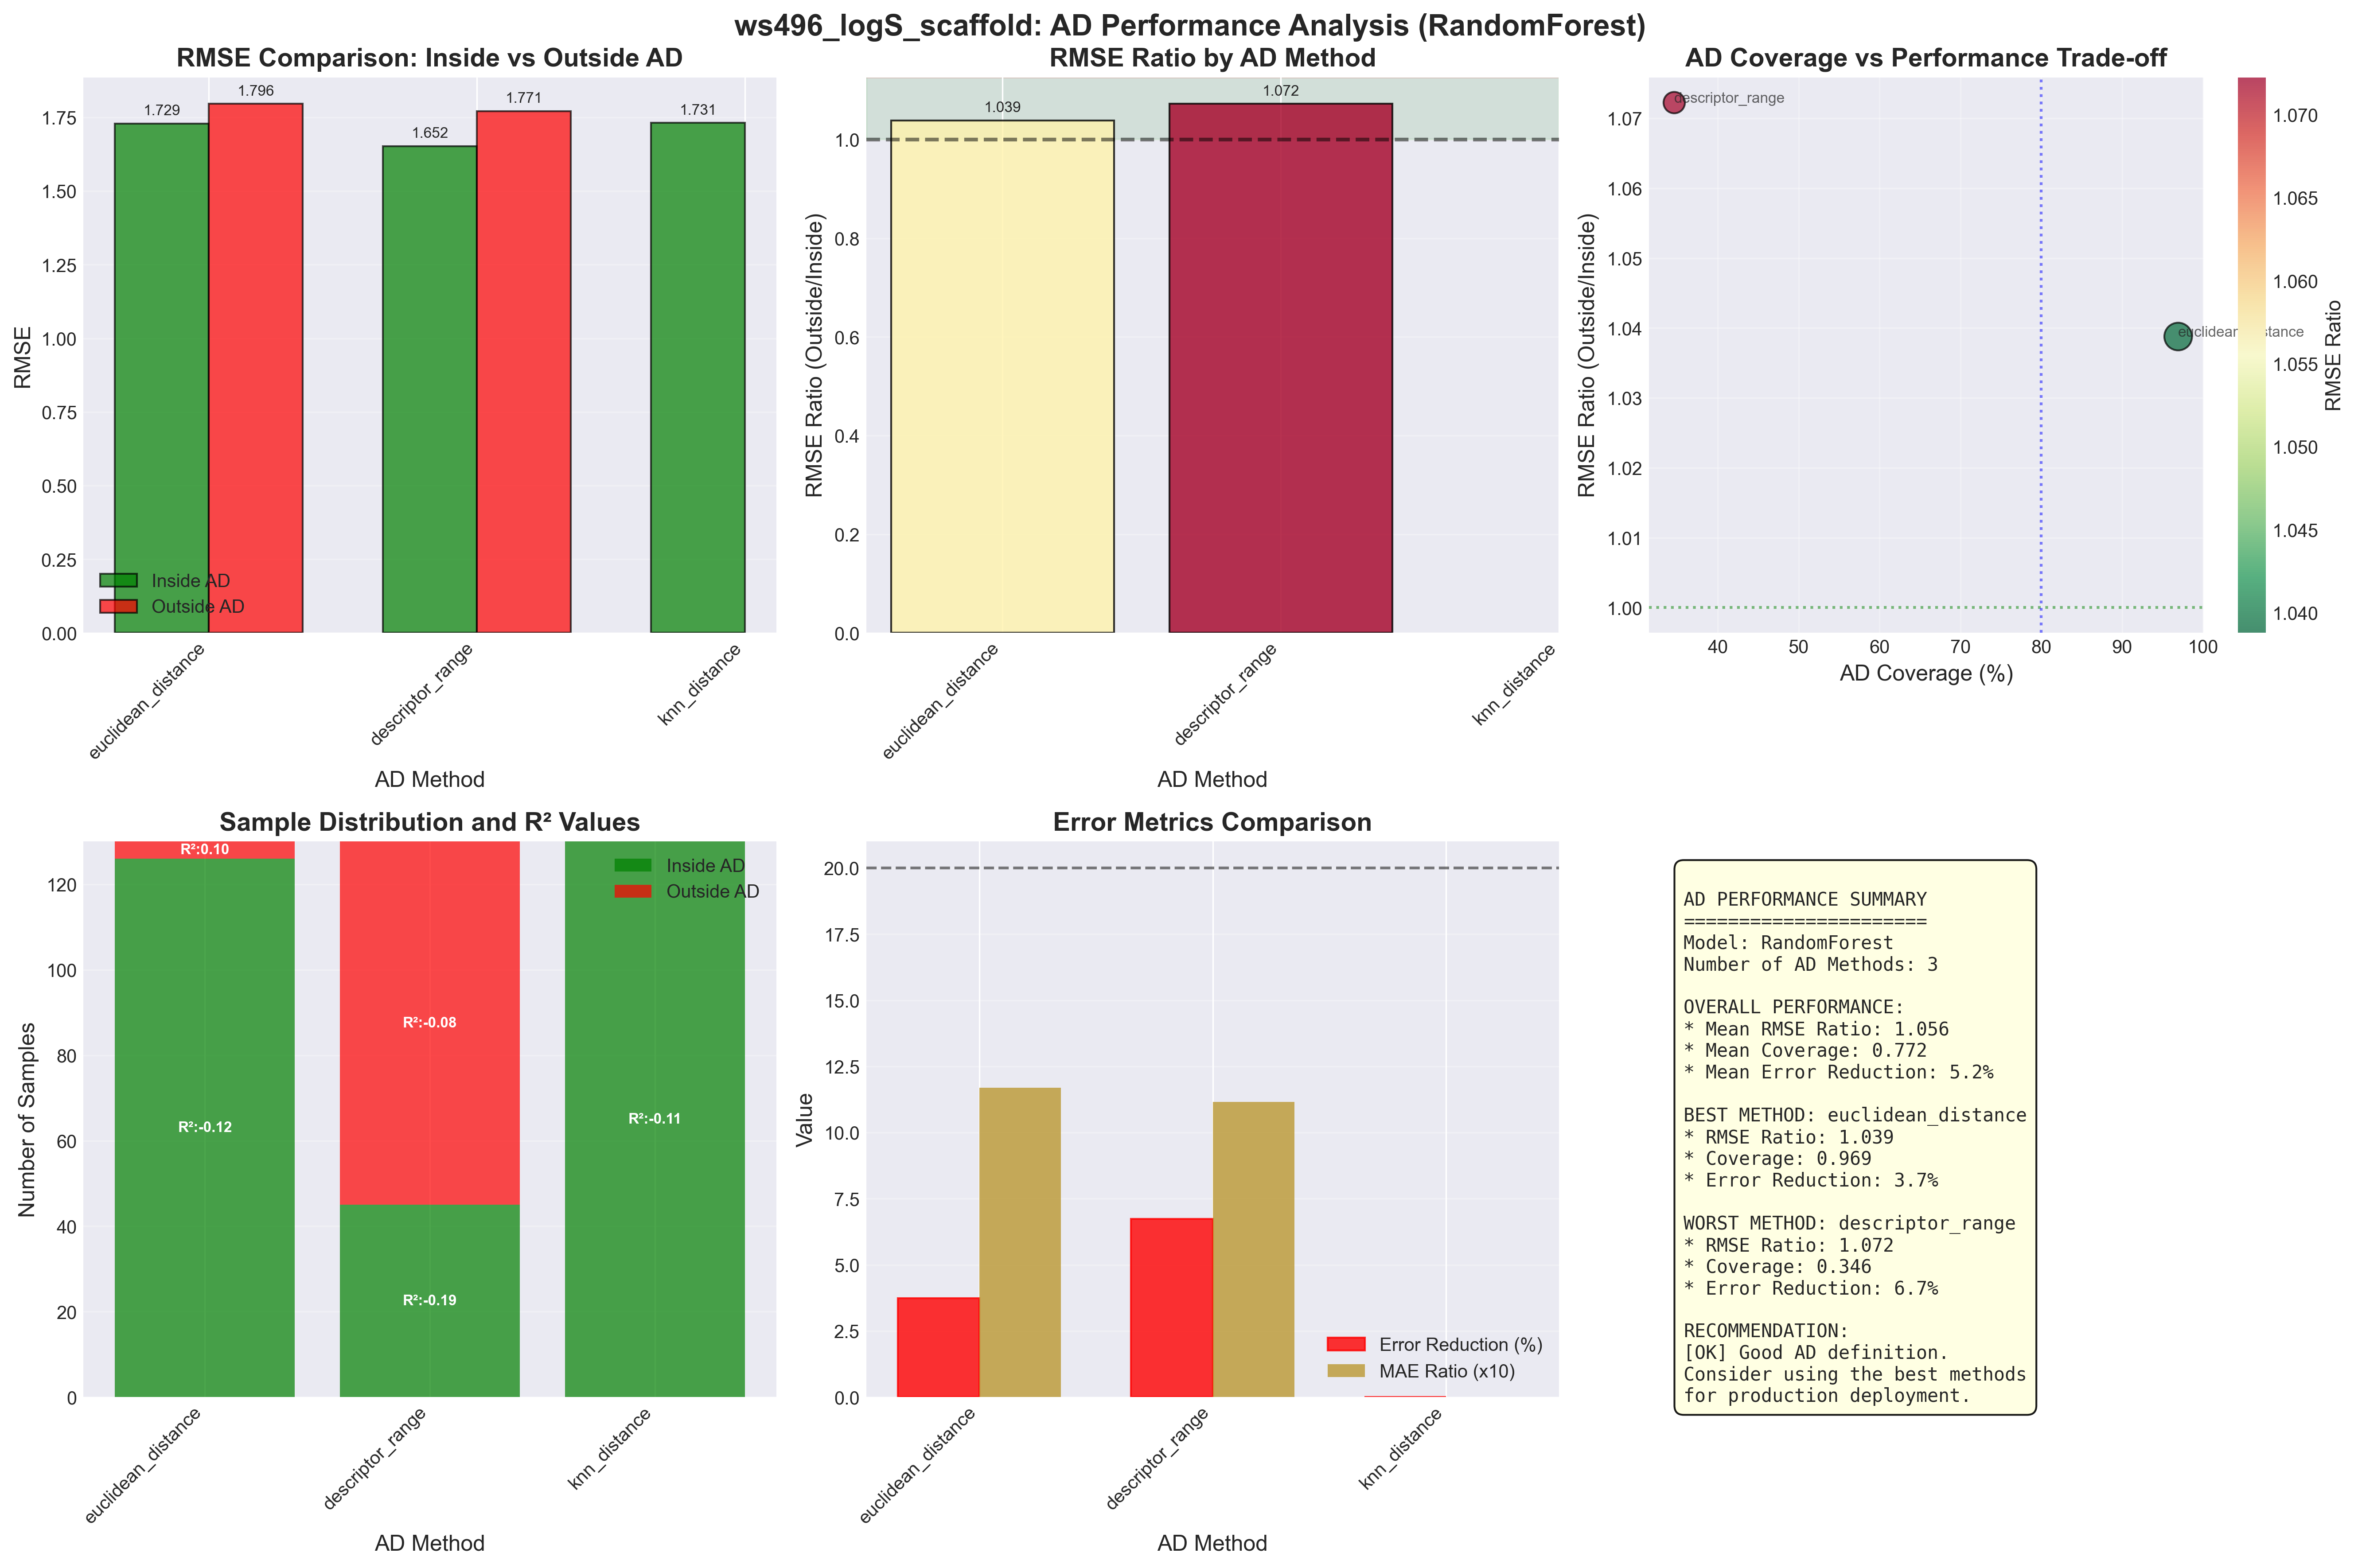 ws496_logS_scaffold: AD Performance Analysis (RandomForest)
RMSE Comparison: Inside vs Outside AD
1.729
1.796
1.652
1.771
1.731
RMSE
1.75
1.50
1.25
1.00
0.75
0.50
0.25
0.00
Inside AD
Outside AD
euclidean_distance
descriptor_range
knn_distance
AD Method
RMSE Ratio by AD Method
1.039
1.072
RMSE Ratio (Outside/Inside)
1.0
0.8
0.6
0.4
0.2
0.0
euclidean_distance
descriptor_range
knn_distance
AD Method
AD Coverage vs Performance Trade-off
descriptor_range
euclidean_distance
RMSE Ratio (Outside/Inside)
1.07
1.06
1.05
1.04
1.03
1.02
1.01
1.00
40
50
60
70
80
90
100
AD Coverage (%)
1.070
1.065
1.060
1.055
1.050
1.045
1.040
RMSE Ratio
Sample Distribution and R² Values
R²:0.10
R²:-0.12
R²:-0.08
R²:-0.19
R²:-0.11
Inside AD
Outside AD
Number of Samples
120
100
80
60
40
20
0
euclidean_distance
descriptor_range
knn_distance
AD Method
Error Metrics Comparison
Value
20.0
17.5
15.0
12.5
10.0
7.5
5.0
2.5
0.0
Error Reduction (%)
MAE Ratio (x10)
euclidean_distance
descriptor_range
knn_distance
AD Method
AD PERFORMANCE SUMMARY
======================
Model: RandomForest
Number of AD Methods: 3
OVERALL PERFORMANCE:
* Mean RMSE Ratio: 1.056
* Mean Coverage: 0.772
* Mean Error Reduction: 5.2%
BEST METHOD: euclidean_distance
* RMSE Ratio: 1.039
* Coverage: 0.969
* Error Reduction: 3.7%
WORST METHOD: descriptor_range
* RMSE Ratio: 1.072
* Coverage: 0.346
* Error Reduction: 6.7%
RECOMMENDATION:
[OK] Good AD definition.
Consider using the best methods
for production deployment.